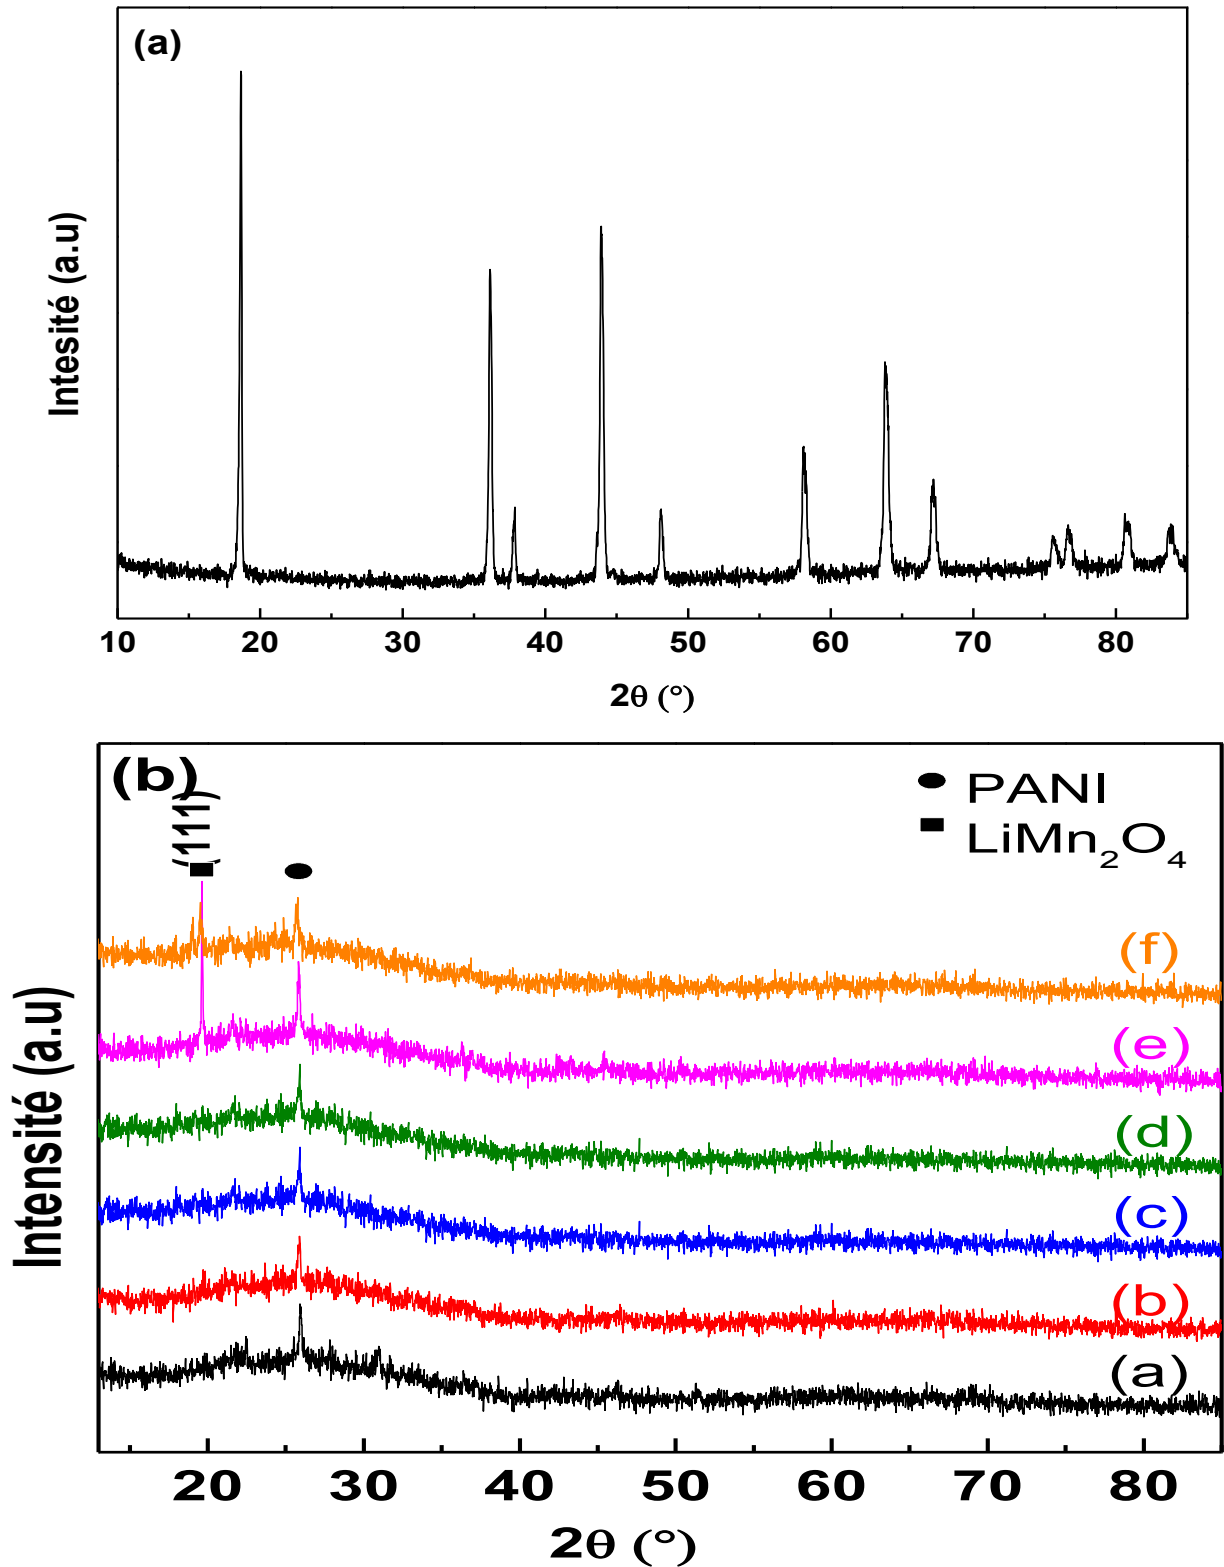 (a)
Intesité (a.u)
10 20 30 40 50 60 70 80
2θ (°)
(b)
(111)
PANI
LiMn₂O₄
(f)
(e)
(d)
(c)
(b)
(a)
Intensité (a.u)
20 30 40 50 60 70 80
2θ (°)